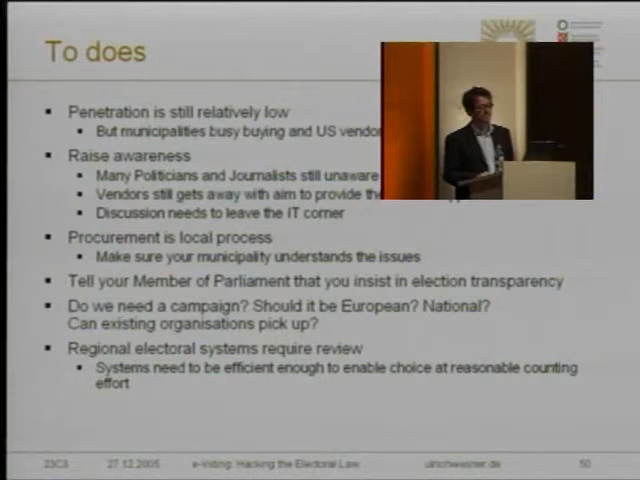 To does
Penetration is still relatively low
But municipalities busy buying and US vendor
Raise awareness
Many Politicians and Journalists still unaware
Vendors still gets away with aim to provide the
Discussion needs to leave the IT corner
Procurement is local process
Make sure your municipality understands the issues
Tell your Member of Parliament that you insist in election transparency
Do we need a campaign? Should it be European? National?
Can existing organisations pick up?
Regional electoral systems require review
Systems need to be efficient enough to enable choice at reasonable counting
effort
23C3 27.12.2005 e-Voting: Hacking the Electoral Law ulrichwiesner.de 50